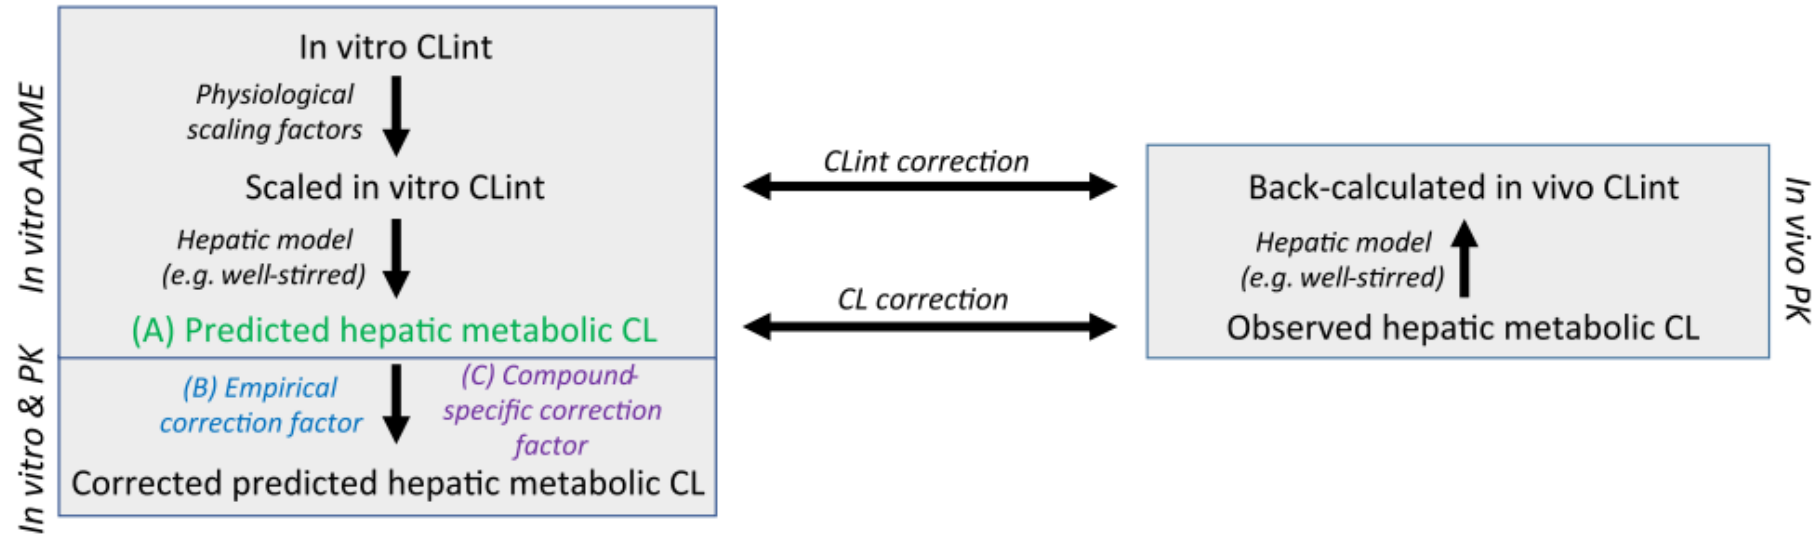 In vitro ADME
In vitro & PK
In vitro CLint
Physiological
scaling factors
Scaled in vitro CLint
Hepatic model
(e.g. well-stirred)
(A) Predicted hepatic metabolic CL
(B) Empirical
correction factor
(C) Compound-
specific correction
factor
Corrected predicted hepatic metabolic CL
CLint correction
CL correction
Back-calculated in vivo CLint
Hepatic model
(e.g. well-stirred)
Observed hepatic metabolic CL
In vivo PK